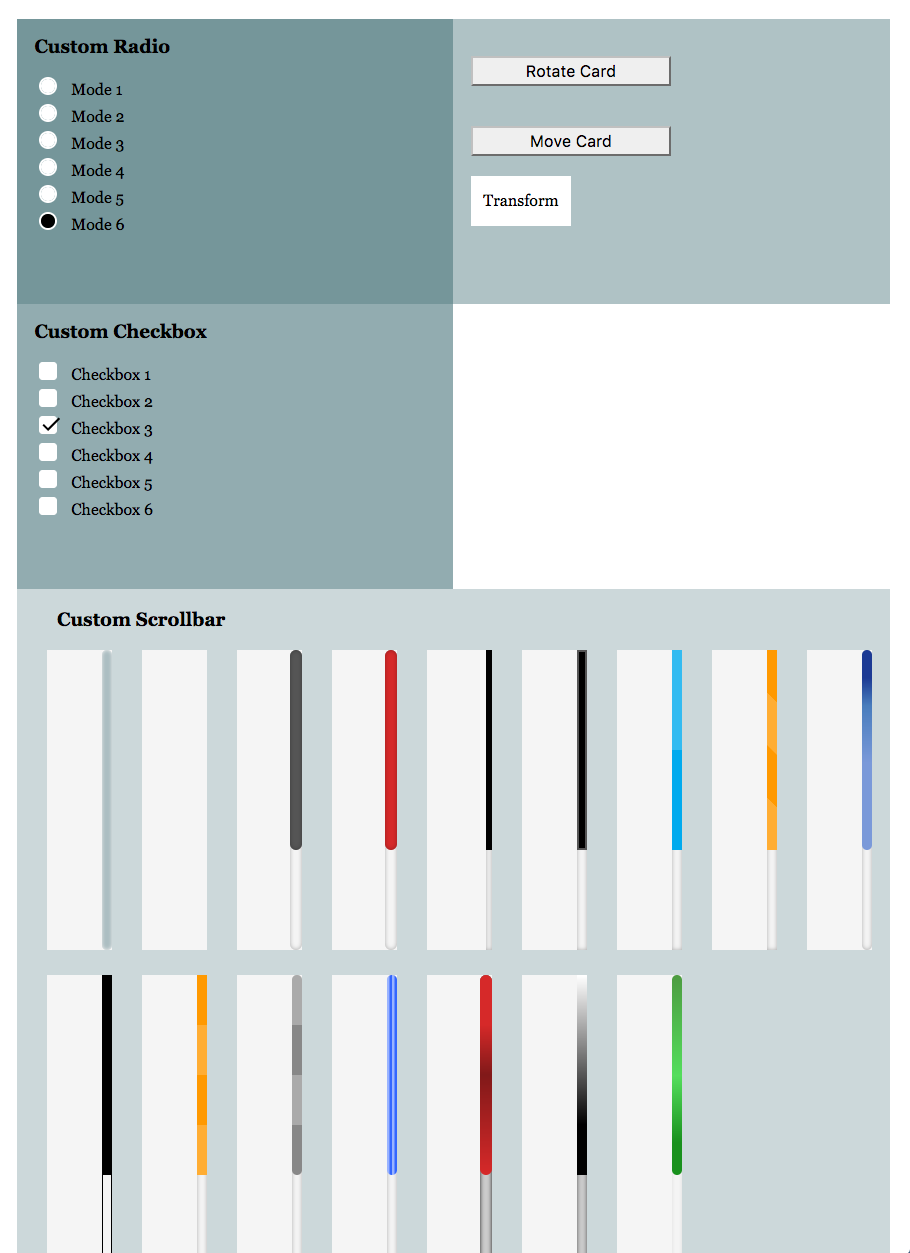 Custom Radio
Mode 1
Mode 2
Mode 3
Mode 4
Mode 5
Mode 6
Rotate Card
Move Card
Transform
Custom Checkbox
Checkbox 1
Checkbox 2
Checkbox 3
Checkbox 4
Checkbox 5
Checkbox 6
Custom Scrollbar